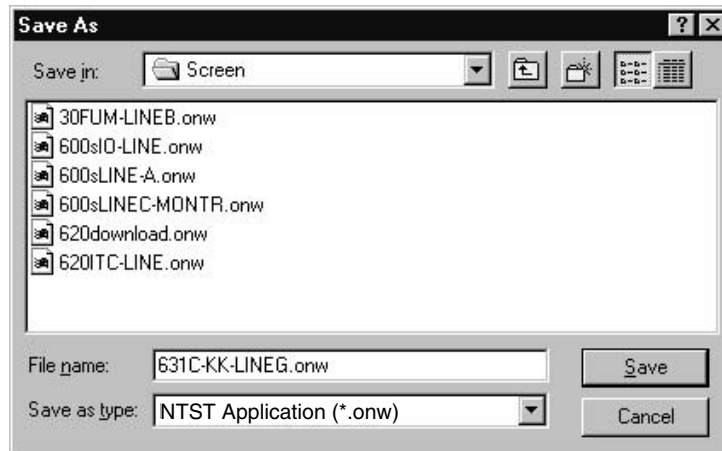 Save As
Save in: Screen
30FUM-LINEB.onw
600sIO-LINE.onw
600sLINE-A.onw
600sLINEC-MONTR.onw
620download.onw
620ITC-LINE.onw
File name: 631C-KK-LINEG.onw Save
Save as type: NTST Application (*.onw) Cancel